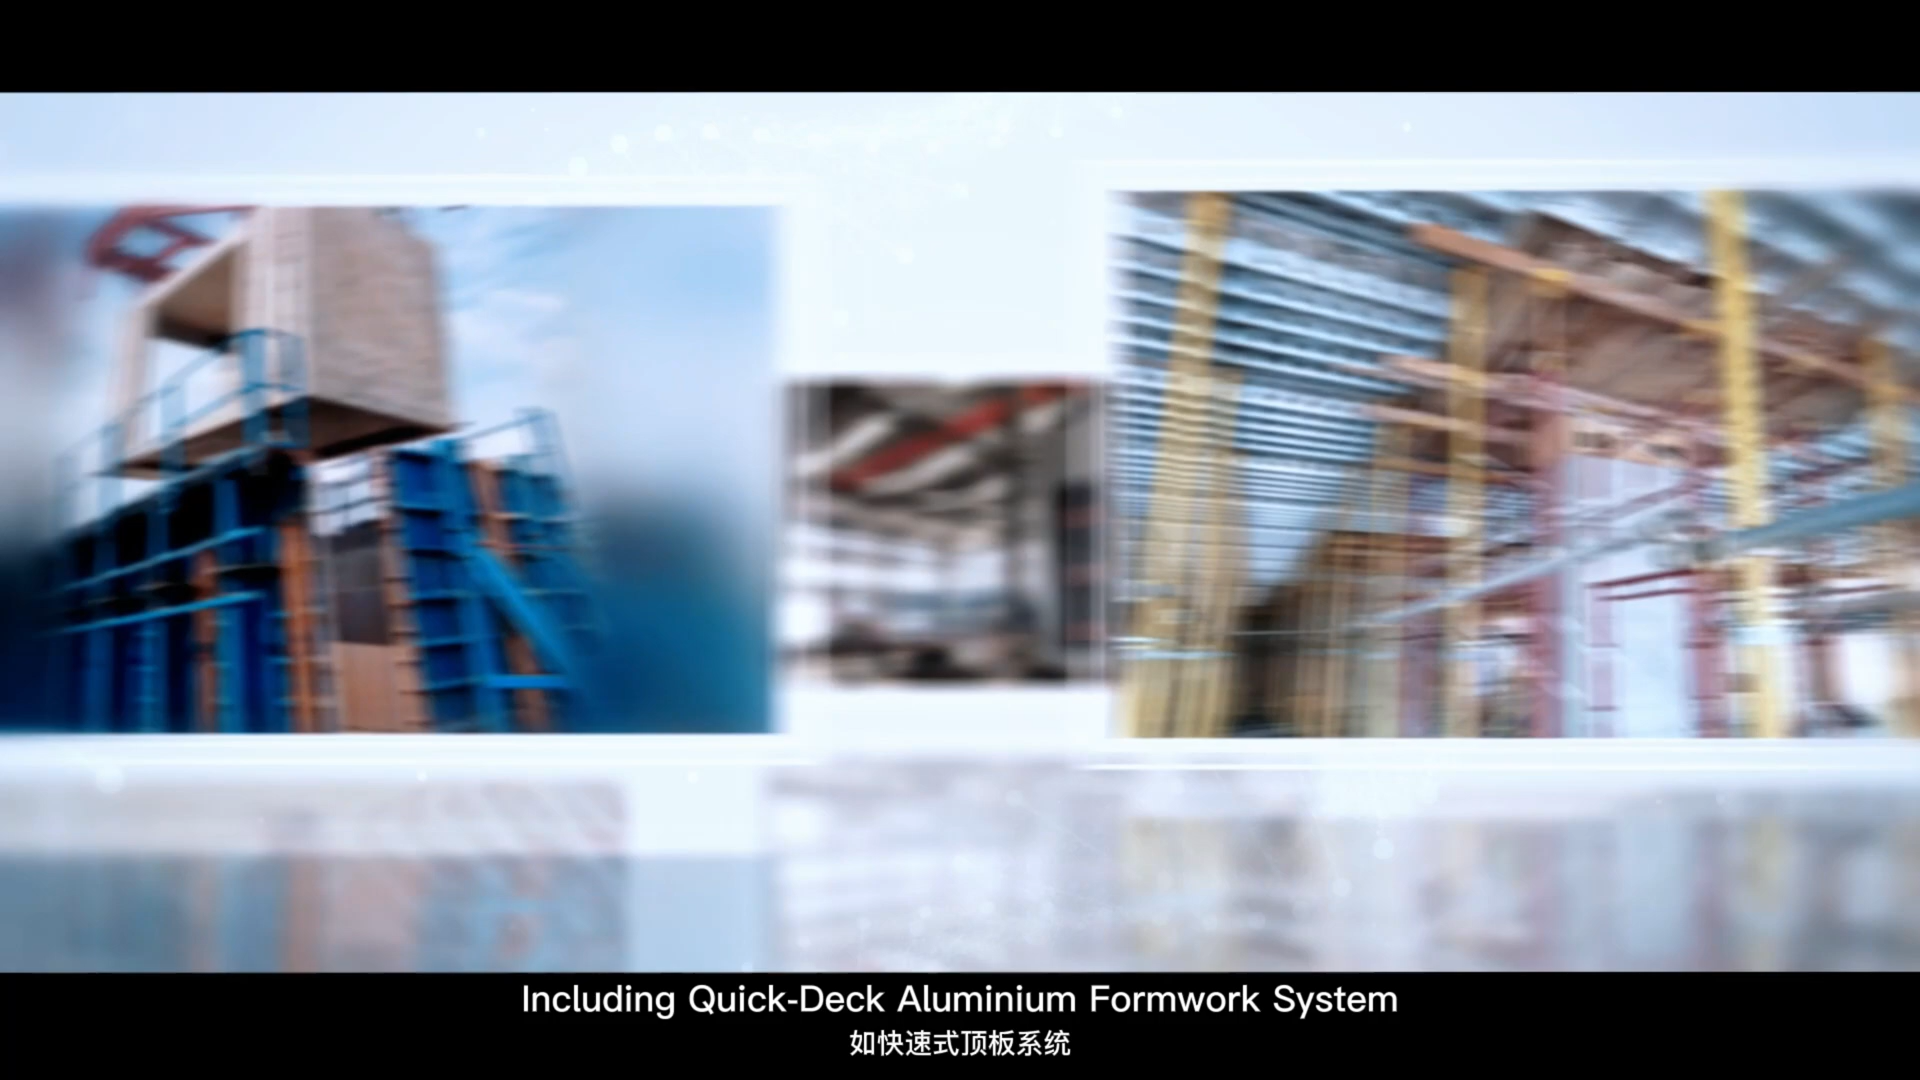 Including Quick-Deck Aluminium Formwork System
如快速式顶板系统